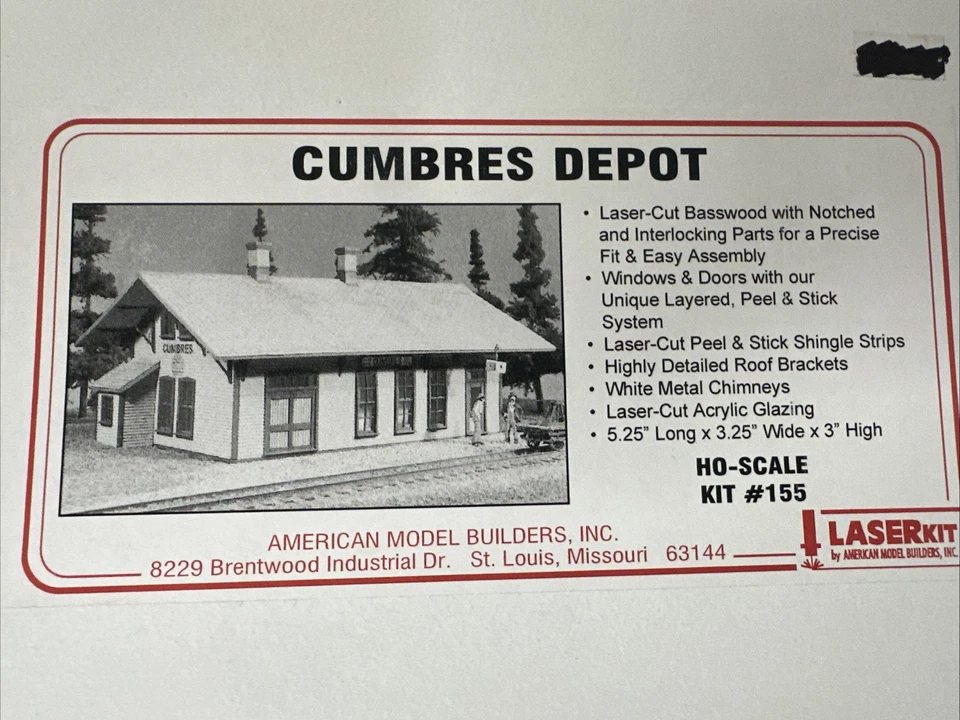 CUMBRES DEPOT
CUMBRES
• Laser-Cut Basswood with Notched
and Interlocking Parts for a Precise
Fit & Easy Assembly
• Windows & Doors with our
Unique Layered, Peel & Stick
System
• Laser-Cut Peel & Stick Shingle Strips
• Highly Detailed Roof Brackets
• White Metal Chimneys
• Laser-Cut Acrylic Glazing
• 5.25” Long x 3.25” Wide x 3” High
HO-SCALE
KIT #155
AMERICAN MODEL BUILDERS, INC.
8229 Brentwood Industrial Dr. St. Louis, Missouri 63144
LASERKIT
by AMERICAN MODEL BUILDERS, INC.